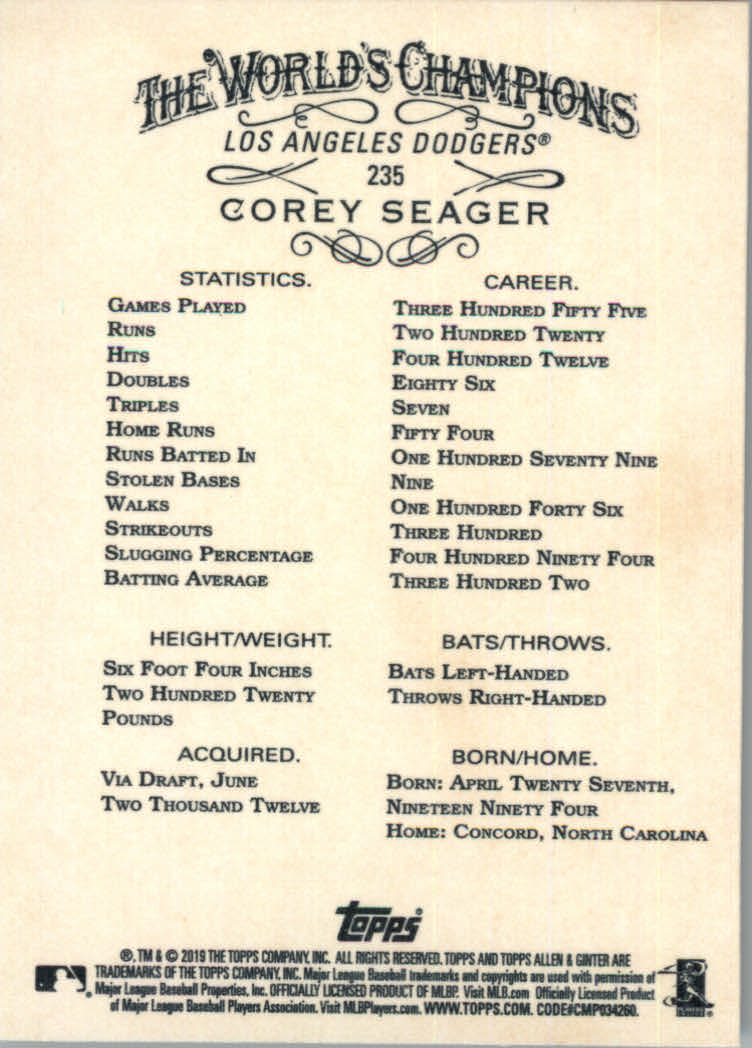 THE WORLD'S CHAMPIONS
LOS ANGELES DODGERS®
235
COREY SEAGER
STATISTICS. CAREER.
GAMES PLAYED THREE HUNDRED FIFTY FIVE
RUNS TWO HUNDRED TWENTY
HITS FOUR HUNDRED TWELVE
DOUBLES EIGHTY SIX
TRIPLES SEVEN
HOME RUNS FIFTY FOUR
RUNS BATTED IN ONE HUNDRED SEVENTY NINE
STOLEN BASES NINE
WALKS ONE HUNDRED FORTY SIX
STRIKEOUTS THREE HUNDRED
SLUGGING PERCENTAGE FOUR HUNDRED NINETY FOUR
BATTING AVERAGE THREE HUNDRED TWO
HEIGHT/WEIGHT.
SIX FOOT FOUR INCHES
TWO HUNDRED TWENTY
POUNDS
BATS/THROWS.
BATS LEFT-HANDED
THROWS RIGHT-HANDED
ACQUIRED.
VIA DRAFT, JUNE
TWO THOUSAND TWELVE
BORN/HOME.
BORN: APRIL TWENTY SEVENTH,
NINETEEN NINETY FOUR
HOME: CONCORD, NORTH CAROLINA
topps®
®, TM & © 2019 THE TOPPS COMPANY, INC. ALL RIGHTS RESERVED. TOPPS AND TOPPS ALLEN & GINTER ARE
TRADEMARKS OF THE TOPPS COMPANY, INC. Major League Baseball trademarks and copyrights are used with permission of
Major League Baseball Properties, Inc. OFFICIALLY LICENSED PRODUCT OF MLBP. Visit MLB.com Officially Licensed Product
of Major League Baseball Players Association. Visit MLBPlayers.com. WWW.TOPPS.COM. CODE#CMP034260.